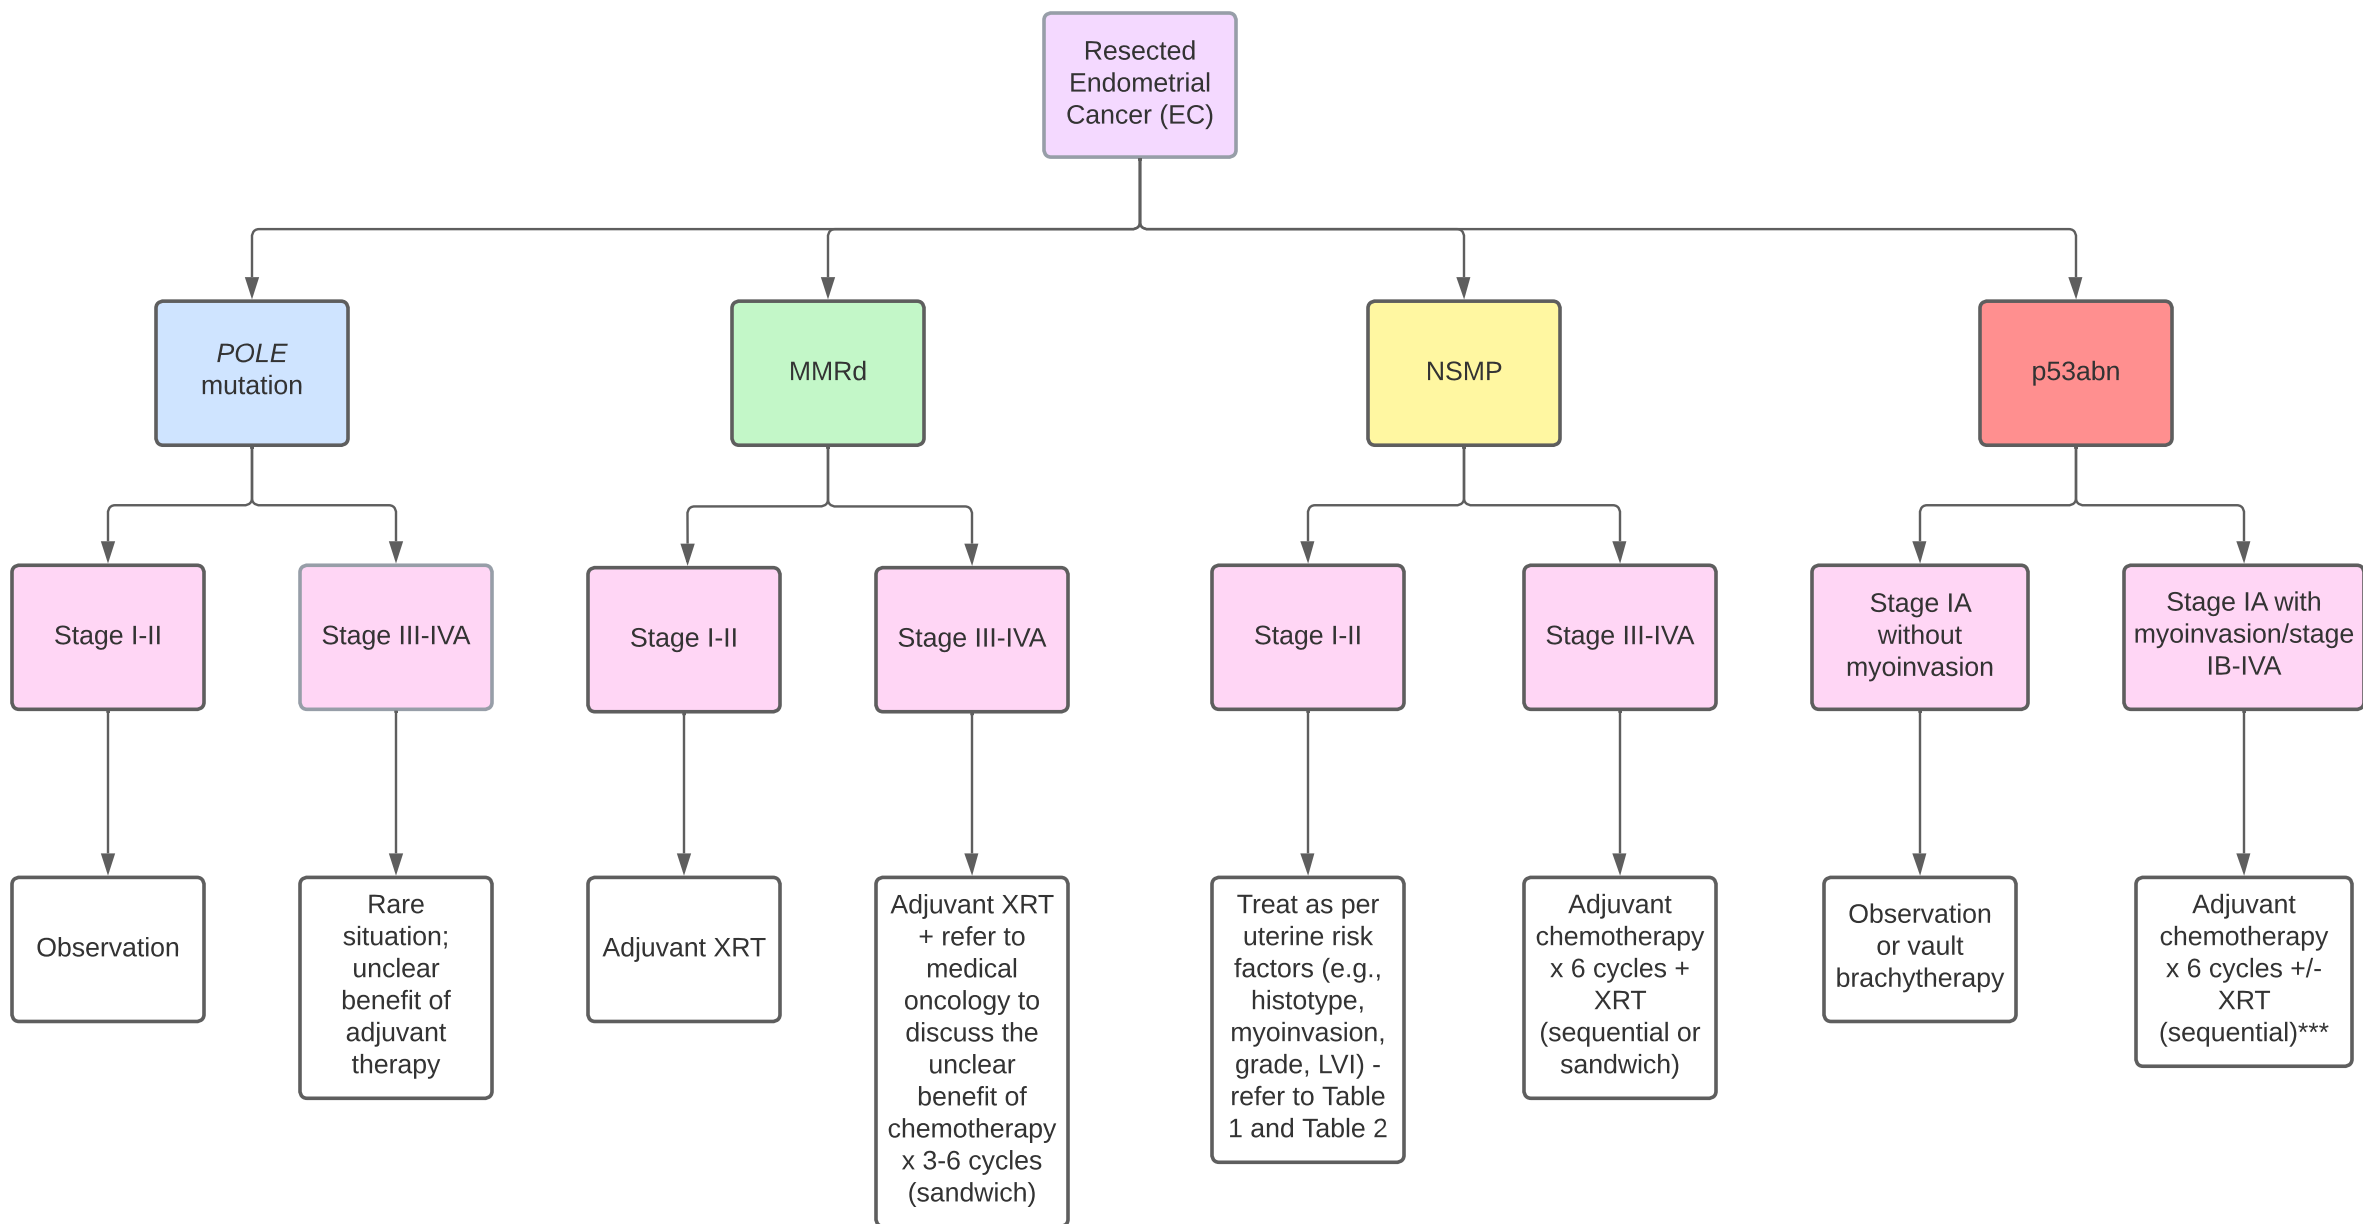 Resected
Endometrial
Cancer (EC)
POLE
mutation
MMRd
NSMP
p53abn
Stage I-II
Stage III-IVA
Stage I-II
Stage III-IVA
Stage I-II
Stage III-IVA
Stage IA
without
myoinvasion
Stage IA with
myoinvasion/stage
IB-IVA
Observation
Rare
situation;
unclear
benefit of
adjuvant
therapy
Adjuvant XRT
Adjuvant XRT
+ refer to
medical
oncology to
discuss the
unclear
benefit of
chemotherapy
x 3-6 cycles
(sandwich)
Treat as per
uterine risk
factors (e.g.,
histotype,
myoinvasion,
grade, LVI) -
refer to Table
1 and Table 2
Adjuvant
chemotherapy
x 6 cycles +
XRT
(sequential or
sandwich)
Observation
or vault
brachytherapy
Adjuvant
chemotherapy
x 6 cycles +/-
XRT
(sequential)***